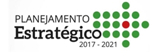 PLANEJAMENTO
Estratégico
2017 - 2021